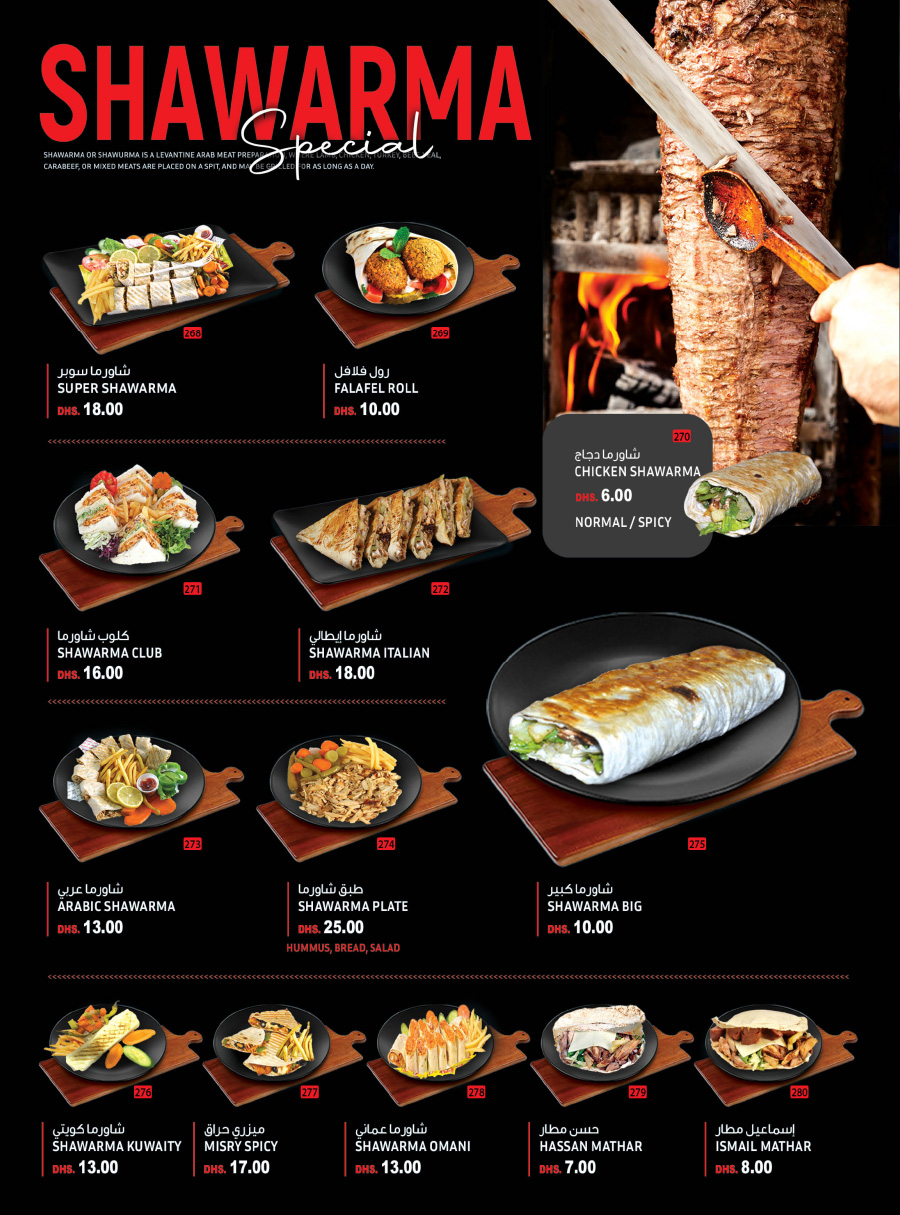 SHAWARMA
Special
SHAWARMA OR SHAWURMA IS A LEVANTINE ARAB MEAT PREPARATION, WHERE LAMB, CHICKEN, TURKEY, BEEF, VEAL,
CARABEEF, OR MIXED MEATS ARE PLACED ON A SPIT, AND MAY BE GRILLED FOR AS LONG AS A DAY.
268
شاورما سوبر
SUPER SHAWARMA
DHS. 18.00
269
رول فلافل
FALAFEL ROLL
DHS. 10.00
270
شاورما دجاج
CHICKEN SHAWARMA
DHS. 6.00
NORMAL / SPICY
271
كلوب شاورما
SHAWARMA CLUB
DHS. 16.00
272
شاورما إيطالي
SHAWARMA ITALIAN
DHS. 18.00
273
شاورما عربي
ARABIC SHAWARMA
DHS. 13.00
274
طبق شاورما
SHAWARMA PLATE
DHS. 25.00
HUMMUS, BREAD, SALAD
275
شاورما كبير
SHAWARMA BIG
DHS. 10.00
276
شاورما كويتي
SHAWARMA KUWAITY
DHS. 13.00
277
ميزري حراق
MISRY SPICY
DHS. 17.00
278
شاورما عماني
SHAWARMA OMANI
DHS. 13.00
279
حسن مطار
HASSAN MATHAR
DHS. 7.00
280
إسماعيل مطار
ISMAIL MATHAR
DHS. 8.00